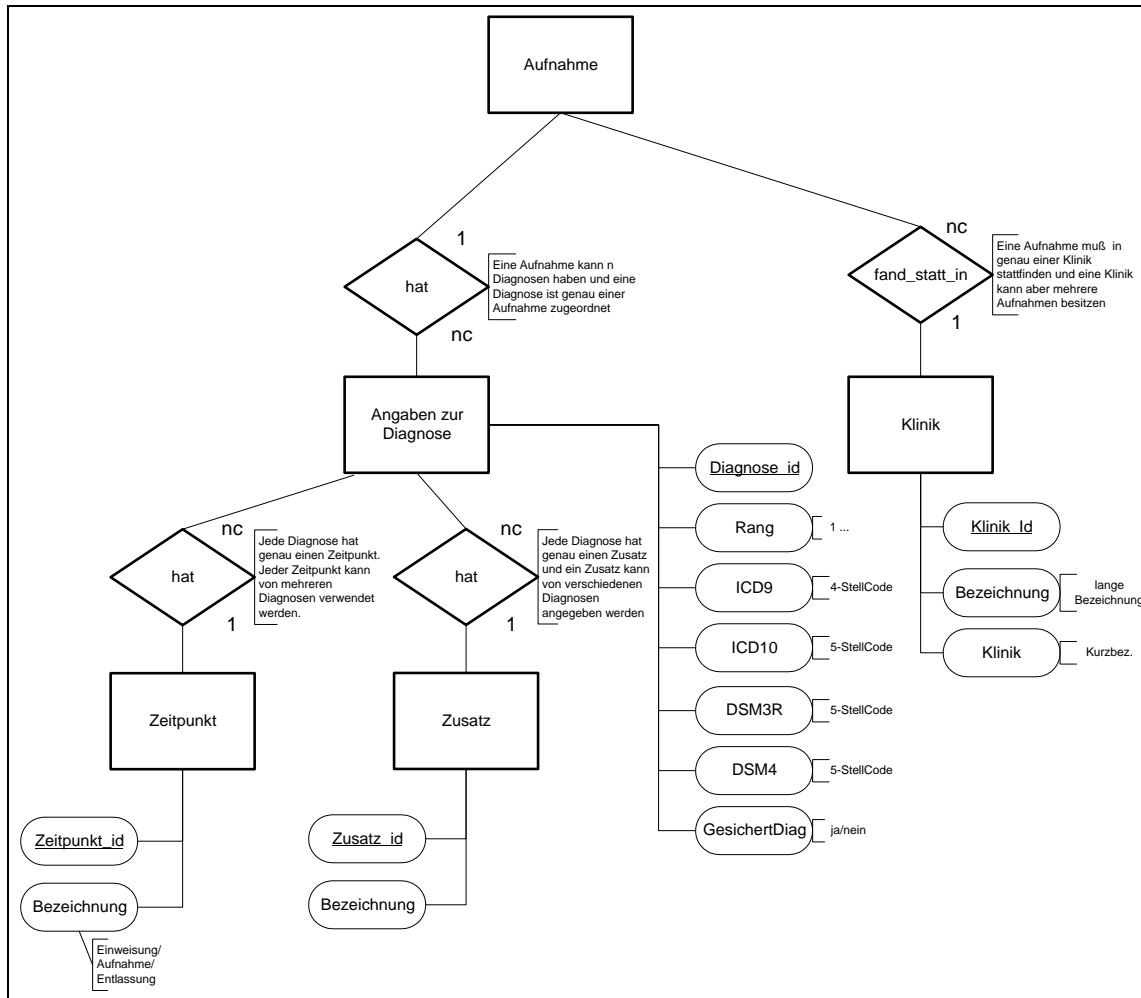 Aufnahme
1
hat
Eine Aufnahme kann n
Diagnosen haben und eine
Diagnose ist genau einer
Aufnahme zugeordnet
nc
nc
fand_statt_in
Eine Aufnahme muß in
genau einer Klinik
stattfinden und eine Klinik
kann aber mehrere
Aufnahmen besitzen
1
Angaben zur
Diagnose
Klinik
nc
hat
Jede Diagnose hat
genau einen Zeitpunkt.
Jeder Zeitpunkt kann
von mehreren
Diagnosen verwendet
werden.
1
nc
hat
Jede Diagnose hat
genau einen Zusatz
und ein Zusatz kann
von verschiedenen
Diagnosen
angegeben werden
1
Diagnose_id
Rang
1 ...
ICD9
4-StellCode
ICD10
5-StellCode
DSM3R
5-StellCode
DSM4
5-StellCode
GesichertDiag
ja/nein
Klinik_Id
Bezeichnung
lange
Bezeichnung
Klinik
Kurzbez.
Zeitpunkt
Zusatz
Zeitpunkt_id
Bezeichnung
Einweisung/
Aufnahme/
Entlassung
Zusatz_id
Bezeichnung